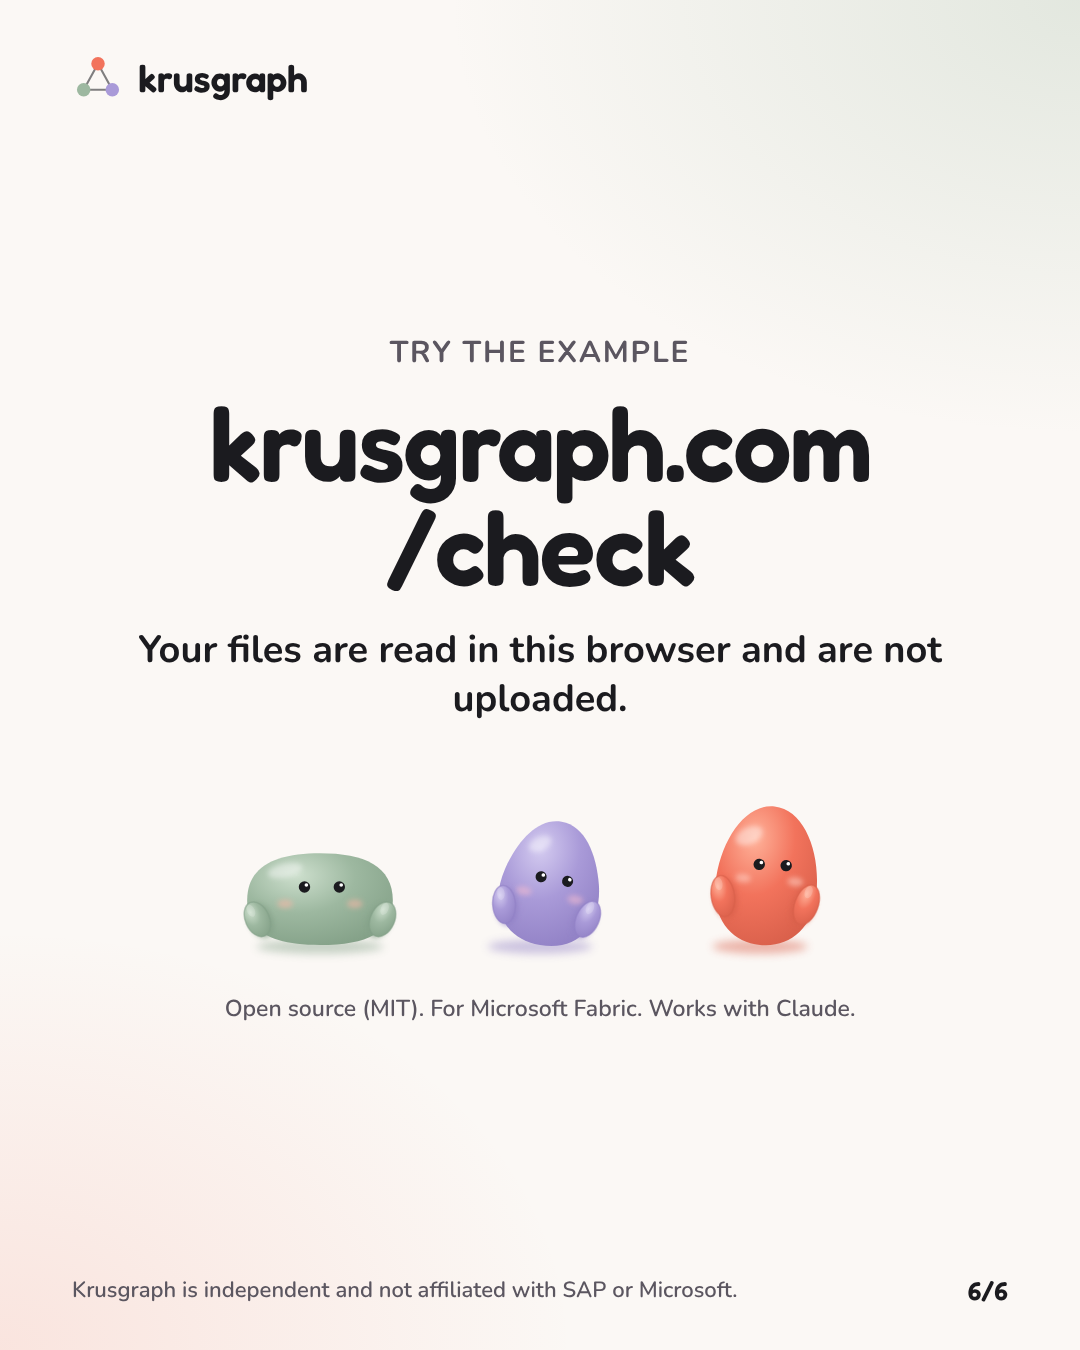 krusgraph
TRY THE EXAMPLE
krusgraph.com
/check
Your files are read in this browser and are not
uploaded.
Open source (MIT). For Microsoft Fabric. Works with Claude.
Krusgraph is independent and not affiliated with SAP or Microsoft.
6/6